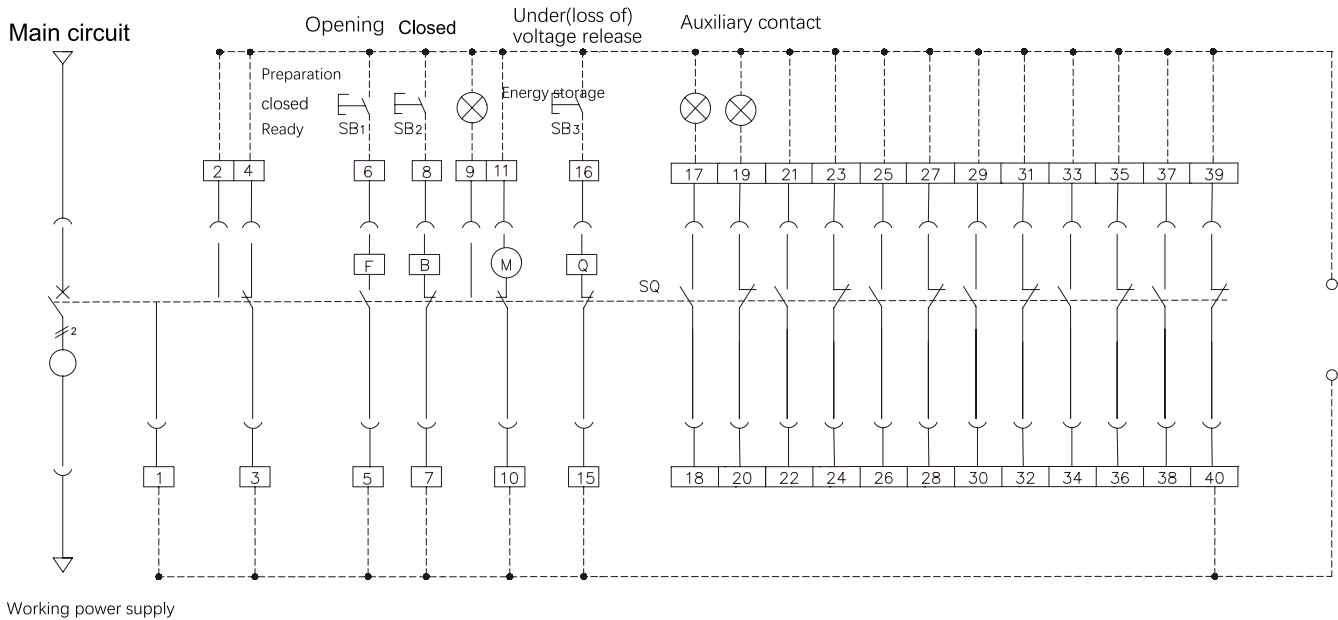 Main circuit
Opening
Closed
Under(loss of)
voltage release
Auxiliary contact
Preparation
closed
Ready
Energy storage
SB1
SB2
SB3
2
4
6
8
9
11
16
17
19
21
23
25
27
29
31
33
35
37
39
F
B
M
Q
SQ
2
1
3
5
7
10
15
18
20
22
24
26
28
30
32
34
36
38
40
Working power supply